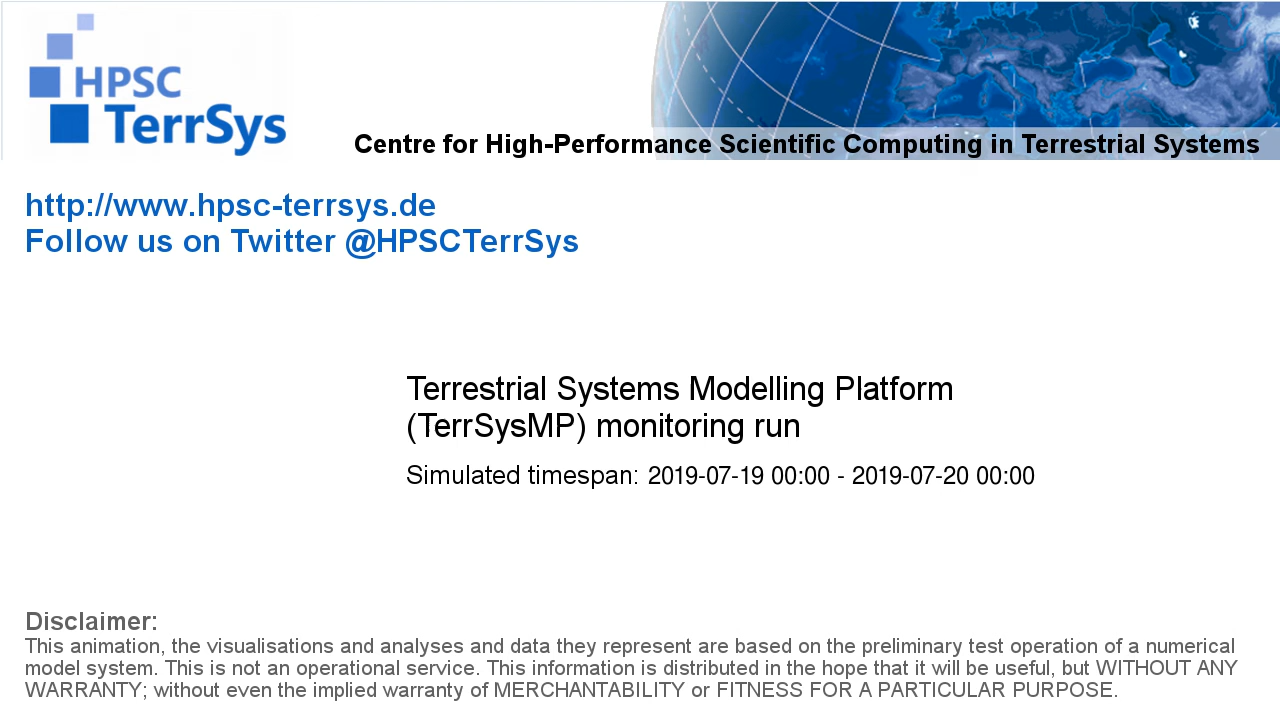 HPSC
TerrSys
Centre for High-Performance Scientific Computing in Terrestrial Systems
http://www.hpsc-terrsys.de
Follow us on Twitter @HPSCTerrSys
Terrestrial Systems Modelling Platform
(TerrSysMP) monitoring run
Simulated timespan: 2019-07-19 00:00 - 2019-07-20 00:00
Disclaimer:
This animation, the visualisations and analyses and data they represent are based on the preliminary test operation of a numerical
model system. This is not an operational service. This information is distributed in the hope that it will be useful, but WITHOUT ANY
WARRANTY; without even the implied warranty of MERCHANTABILITY or FITNESS FOR A PARTICULAR PURPOSE.